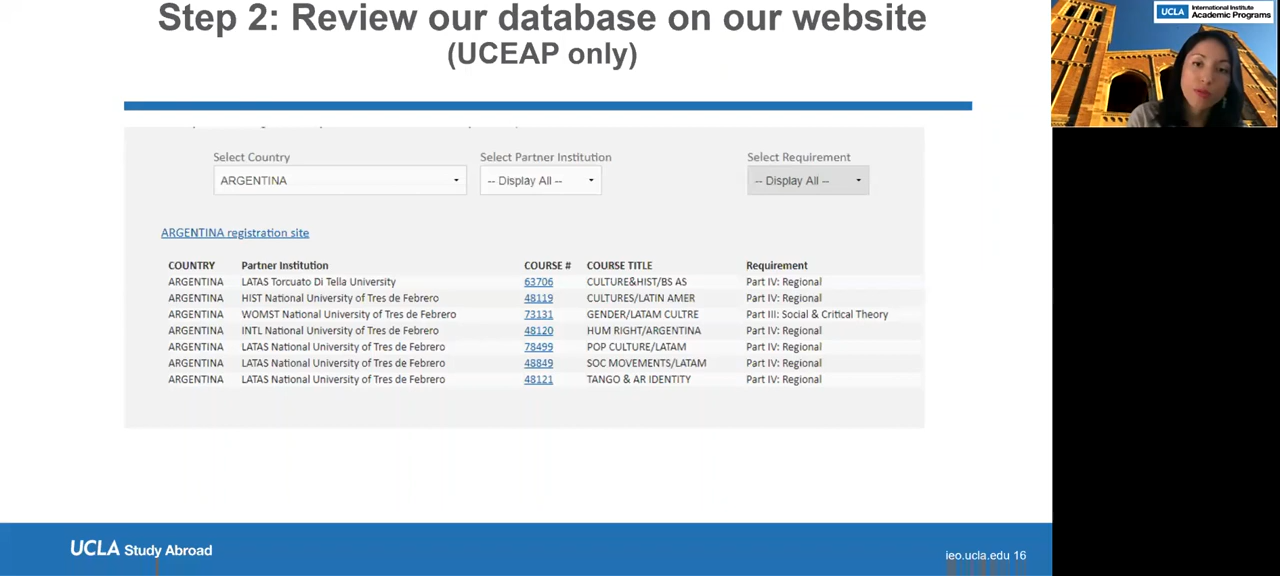 Step 2: Review our database on our website
(UCEAP only)
UCLA International Institute
Academic Programs
Select Country
Select Partner Institution
Select Requirement
ARGENTINA
-- Display All --
-- Display All --
ARGENTINA registration site
COUNTRY Partner Institution COURSE # COURSE TITLE Requirement
ARGENTINA LATAS Torcuato Di Tella University 63706 CULTURE&HIST/BS AS Part IV: Regional
ARGENTINA HIST National University of Tres de Febrero 48119 CULTURES/LATIN AMER Part IV: Regional
ARGENTINA WOMST National University of Tres de Febrero 73131 GENDER/LATAM CULTRE Part III: Social & Critical Theory
ARGENTINA INTL National University of Tres de Febrero 48120 HUM RIGHT/ARGENTINA Part IV: Regional
ARGENTINA LATAS National University of Tres de Febrero 78499 POP CULTURE/LATAM Part IV: Regional
ARGENTINA LATAS National University of Tres de Febrero 48849 SOC MOVEMENTS/LATAM Part IV: Regional
ARGENTINA LATAS National University of Tres de Febrero 48121 TANGO & AR IDENTITY Part IV: Regional
UCLA Study Abroad
ieo.ucla.edu 16